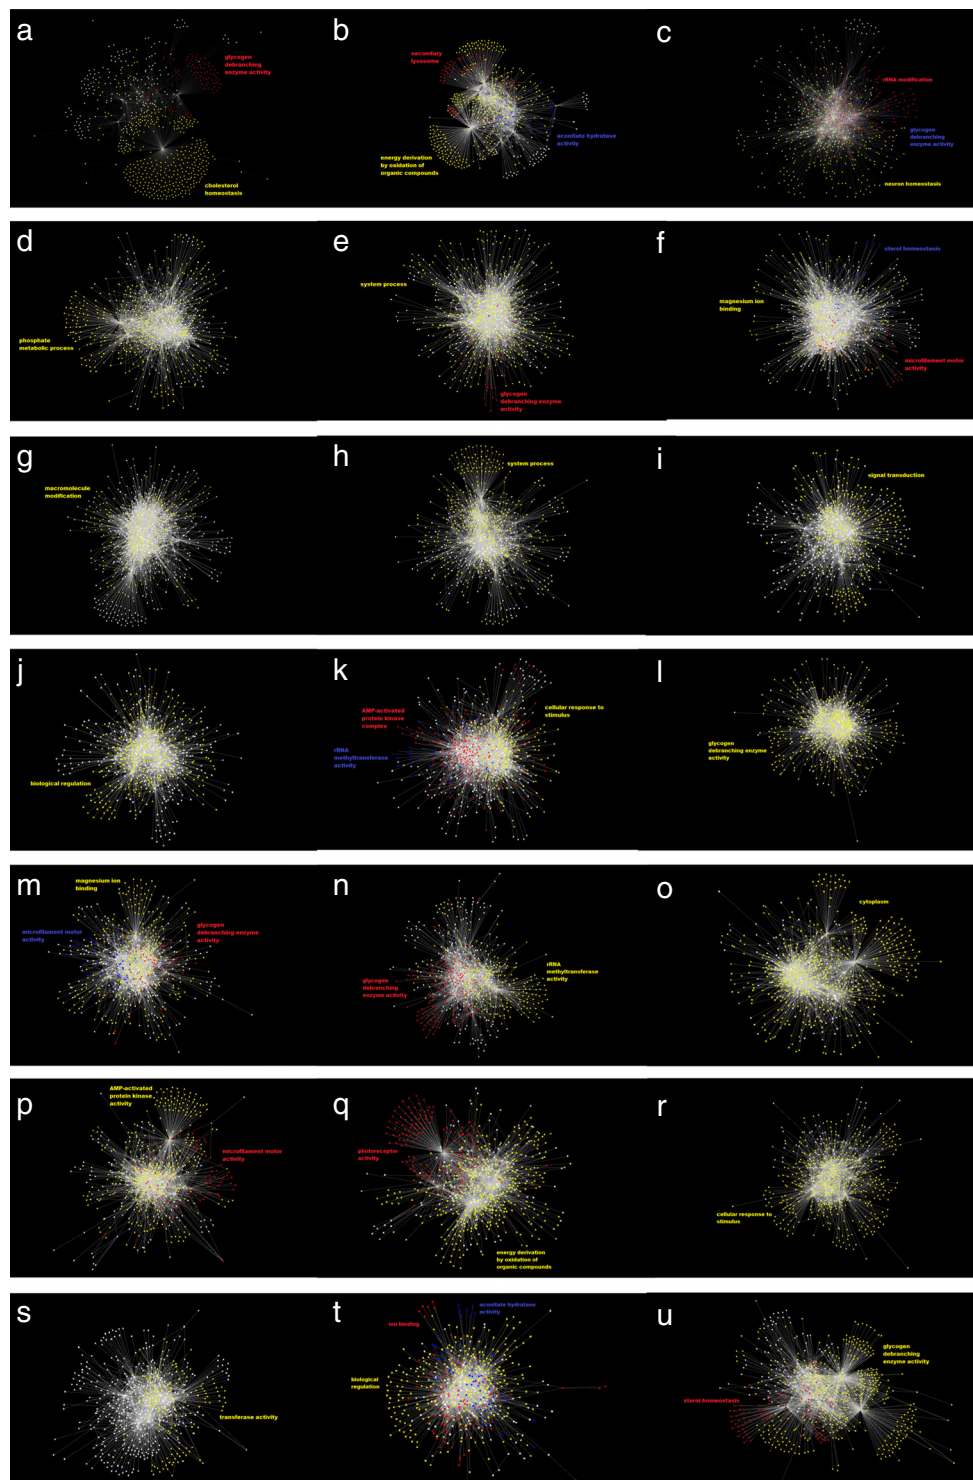 a
glycogen
debranching
enzyme activity
cholesterol
homeostasis
b
secondary
lysosome
aconitate hydratase
activity
energy derivation
by oxidation of
organic compounds
c
rRNA modification
glycogen
debranching
enzyme activity
neuron homeostasis
d
phosphate
metabolic process
e
system process
glycogen
debranching enzyme
activity
f
sterol homeostasis
magnesium ion
binding
microfilament motor
activity
g
macromolecule
modification
h
system process
i
signal transduction
j
biological regulation
k
AMP-activated
protein kinase
complex
cellular response to
stimulus
rRNA
methyltransferase
activity
l
glycogen
debranching enzyme
activity
m
magnesium ion
binding
microfilament motor
activity
glycogen
debranching enzyme
activity
n
rRNA
methyltransferase
activity
glycogen
debranching
enzyme activity
o
cytoplasm
p
AMP-activated
protein kinase
activity
microfilament motor
activity
q
photoreceptor
activity
energy derivation
by oxidation of
organic compounds
r
cellular response to
stimulus
s
transferase activity
t
aconitate hydratase
activity
ion binding
biological
regulation
u
glycogen
debranching
enzyme activity
sterol homeostasis